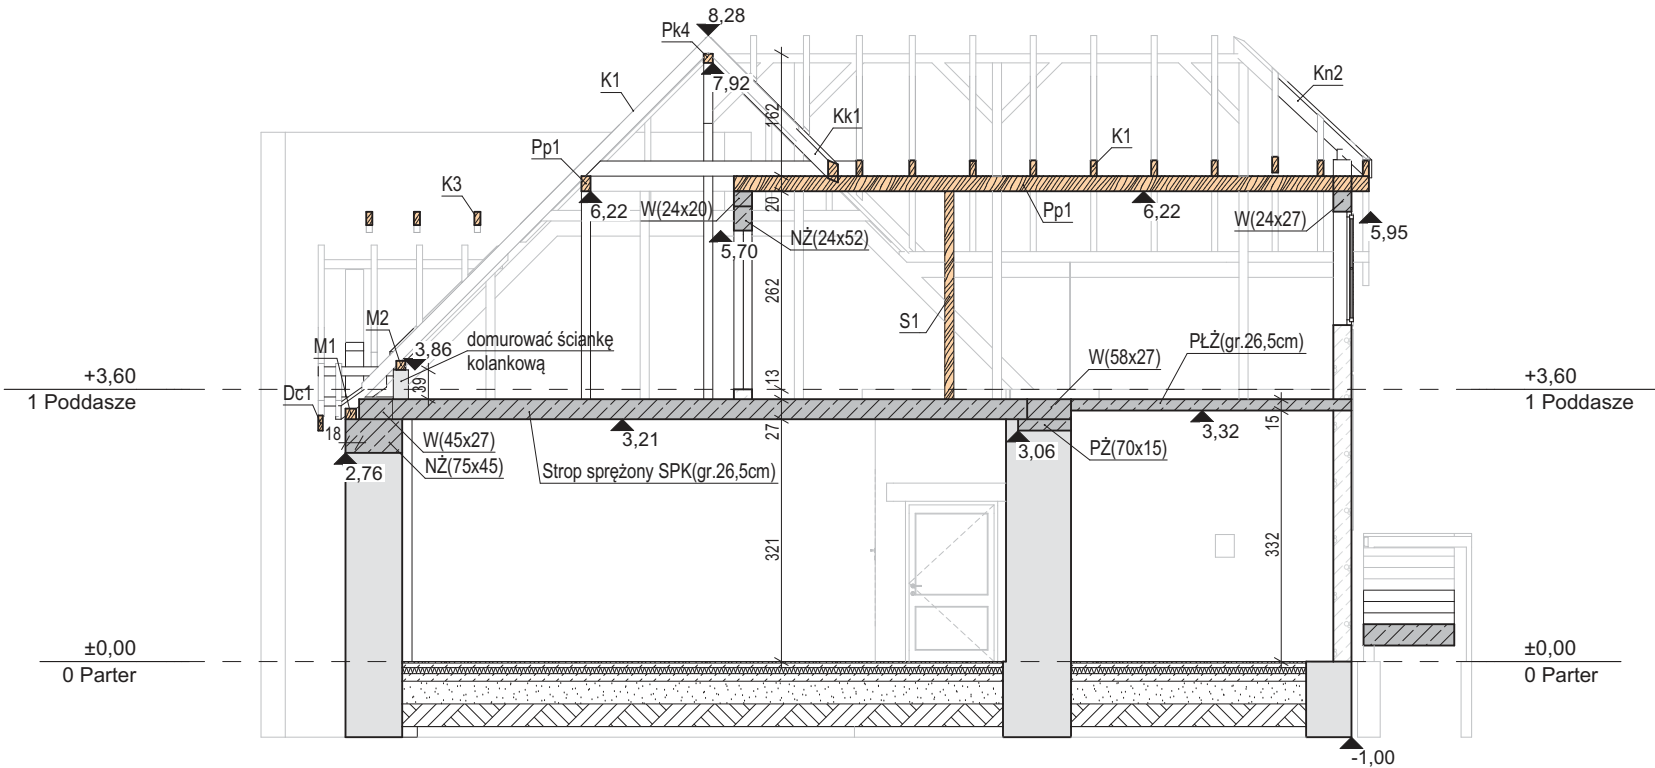 8,28
Pk4
K1
7,92
Kn2
162
Kk1
Pp1
K1
K3
6,22
W(24x20)
20
Pp1
6,22
W(24x27)
5,95
NŻ(24x52)
5,70
262
S1
M2
domurować ściankę
kolankową
M1
3,86
39
PŁŻ(gr.26,5cm)
W(58x27)
13
+3,60
1 Poddasze
Dc1
+3,60
1 Poddasze
18
W(45x27)
NŻ(75x45)
2,76
3,21
27
Strop sprężony SPK(gr.26,5cm)
3,06
PŻ(70x15)
3,32
15
321
332
±0,00
0 Parter
±0,00
0 Parter
-1,00